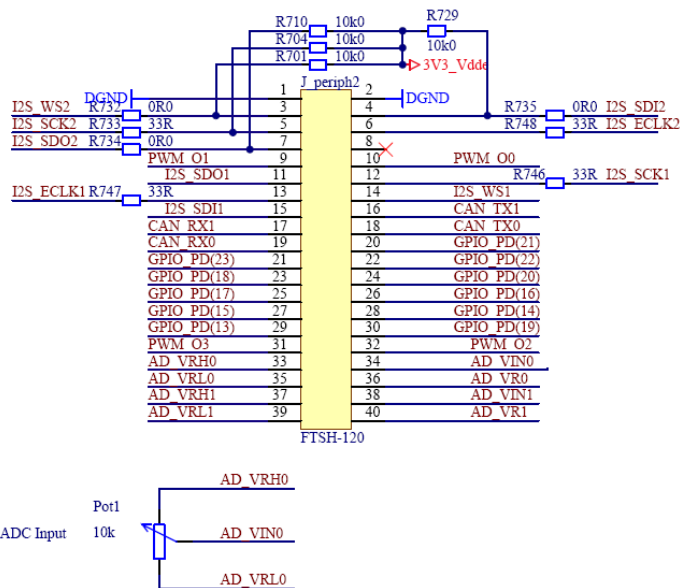 R710 10k0 R729
R704 10k0 10k0
R701 10k0 3V3_Vdde
J_periph2
DGND 1 2 DGND
I2S_WS2 R732 0R0 3 4 R735 0R0 I2S_SDI2
I2S_SCK2 R733 33R 5 6 R748 33R I2S_ECLK2
I2S_SDO2 R734 0R0 7 8
PWM_O1 9 10 PWM_O0
I2S_SDO1 11 12 R746 33R I2S_SCK1
I2S_ECLK1 R747 33R 13 14 I2S_WS1
I2S_SDI1 15 16 CAN_TX1
CAN_RX1 17 18 CAN_TX0
CAN_RX0 19 20 GPIO_PD(21)
GPIO_PD(23) 21 22 GPIO_PD(22)
GPIO_PD(18) 23 24 GPIO_PD(20)
GPIO_PD(17) 25 26 GPIO_PD(16)
GPIO_PD(15) 27 28 GPIO_PD(14)
GPIO_PD(13) 29 30 GPIO_PD(19)
PWM_O3 31 32 PWM_O2
AD_VRH0 33 34 AD_VIN0
AD_VRL0 35 36 AD_VR0
AD_VRH1 37 38 AD_VIN1
AD_VRL1 39 40 AD_VR1
FTSH-120
AD_VRH0
Pot1
ADC Input 10k AD_VIN0
AD_VRL0